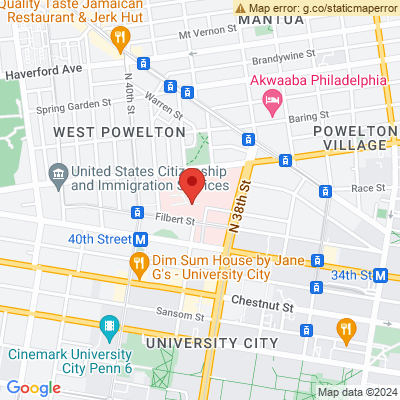 Map error: g.co/staticmaperror
Quality Taste Jamaican
Restaurant & Jerk Hut
MANTUA
Mt Vernon St
Haverford Ave
Brandywine St
N 40th St
Akwaaba Philadelphia
Spring Garden St
Warren St
Baring St
WEST POWELTON
POWELTON
VILLAGE
United States Citizenship
and Immigration Services
Race St
N 38th St
Filbert St
40th Street
M
Dim Sum House by Jane
G's - University City
34th St
M
Chestnut St
Sansom St
UNIVERSITY CITY
Cinemark University
City Penn 6
Google
Map data ©2024